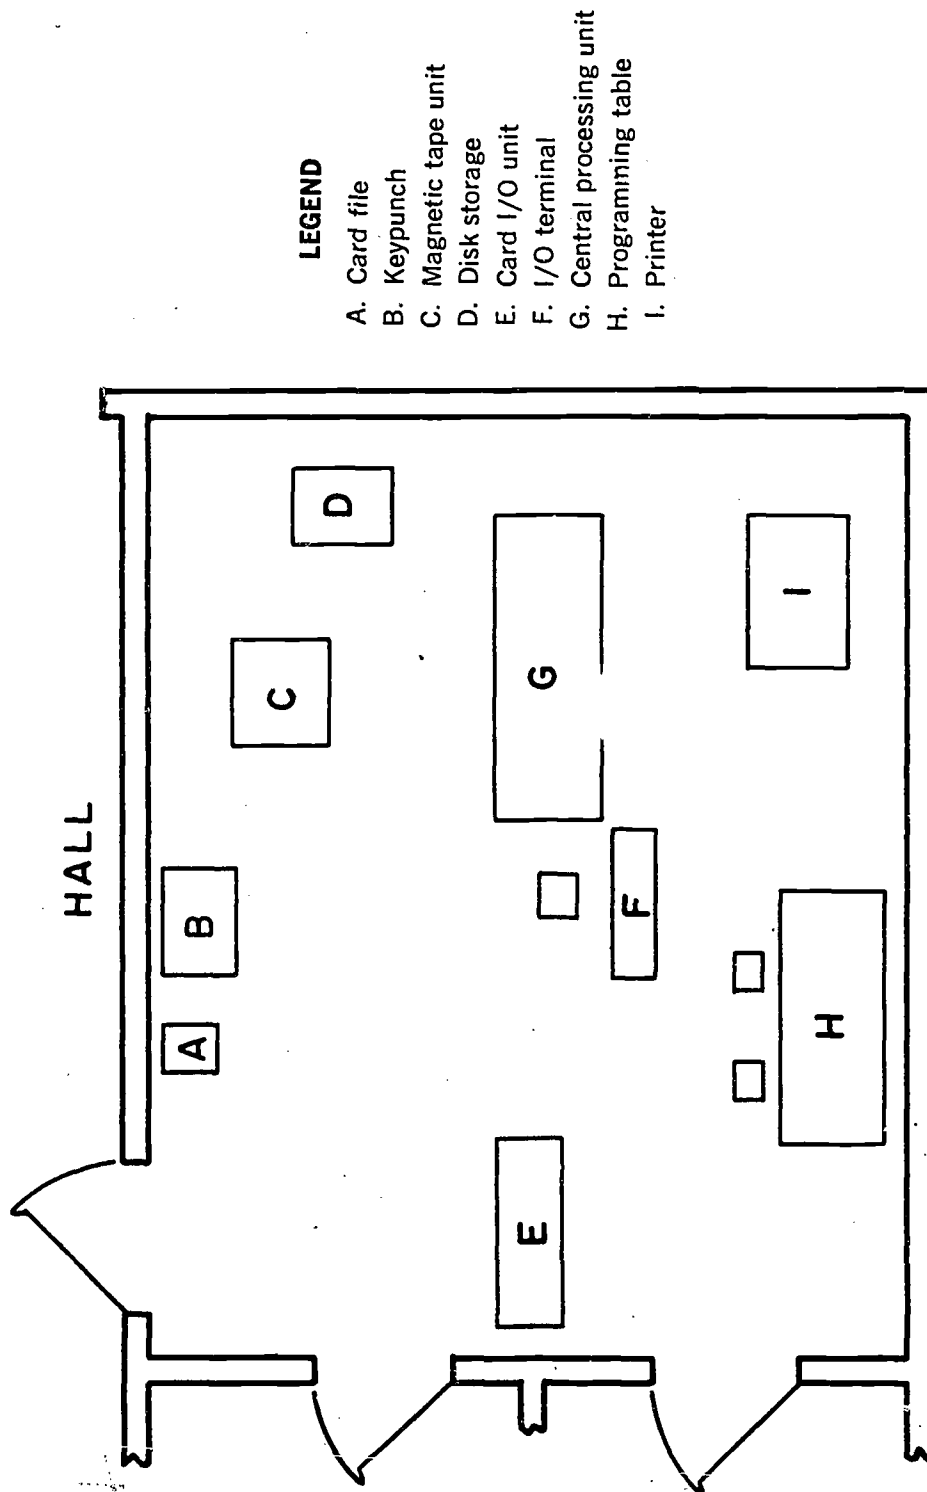 HALL
A
B
C
D
E
F
G
H
I
LEGEND
A. Card file
B. Keypunch
C. Magnetic tape unit
D. Disk storage
E. Card I/O unit
F. I/O terminal
G. Central processing unit
H. Programming table
I. Printer